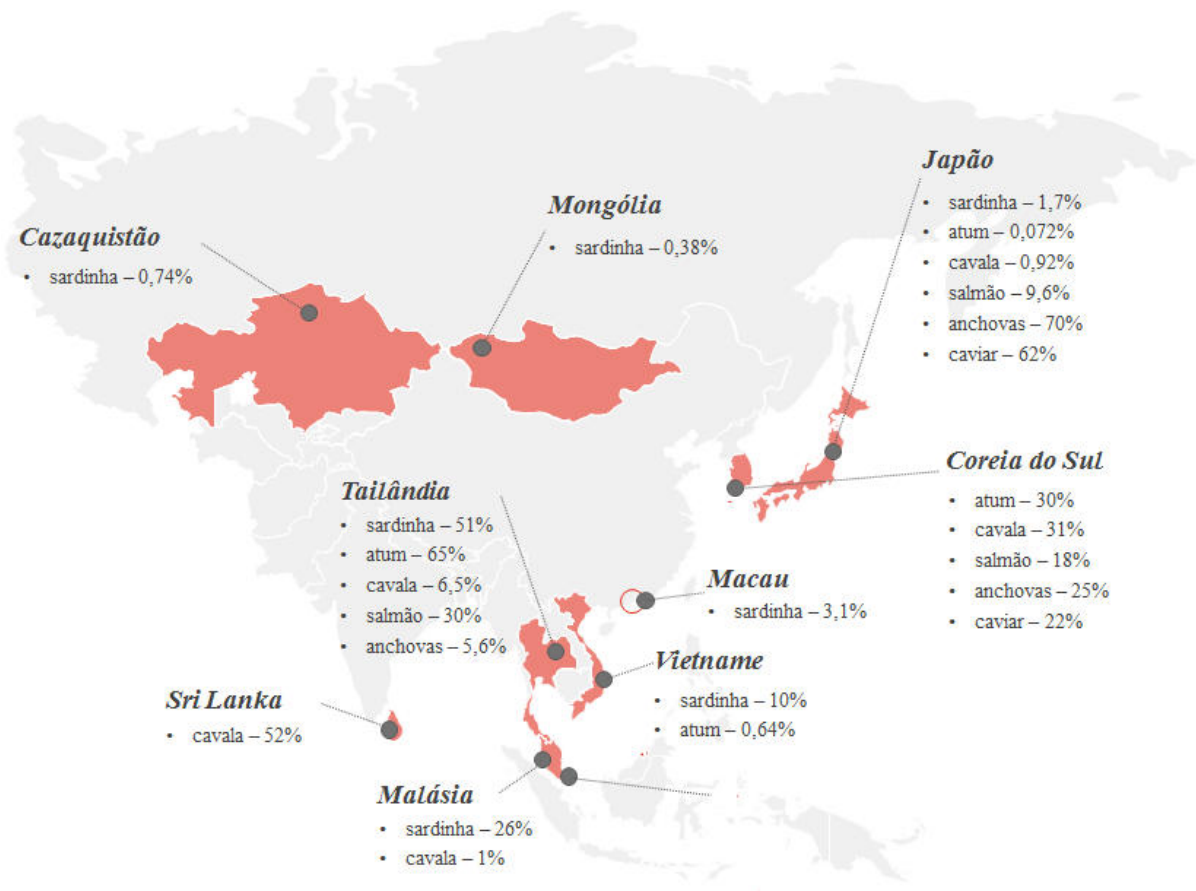 Japão
• sardinha – 1,7%
• atum – 0,072%
• cavala – 0,92%
• salmão – 9,6%
• anchovas – 70%
• caviar – 62%
Mongólia
• sardinha – 0,38%
Cazaquistão
• sardinha – 0,74%
Coreia do Sul
• atum – 30%
• cavala – 31%
• salmão – 18%
• anchovas – 25%
• caviar – 22%
Tailândia
• sardinha – 51%
• atum – 65%
• cavala – 6,5%
• salmão – 30%
• anchovas – 5,6%
Macau
• sardinha – 3,1%
Vietname
• sardinha – 10%
• atum – 0,64%
Sri Lanka
• cavala – 52%
Malásia
• sardinha – 26%
• cavala – 1%